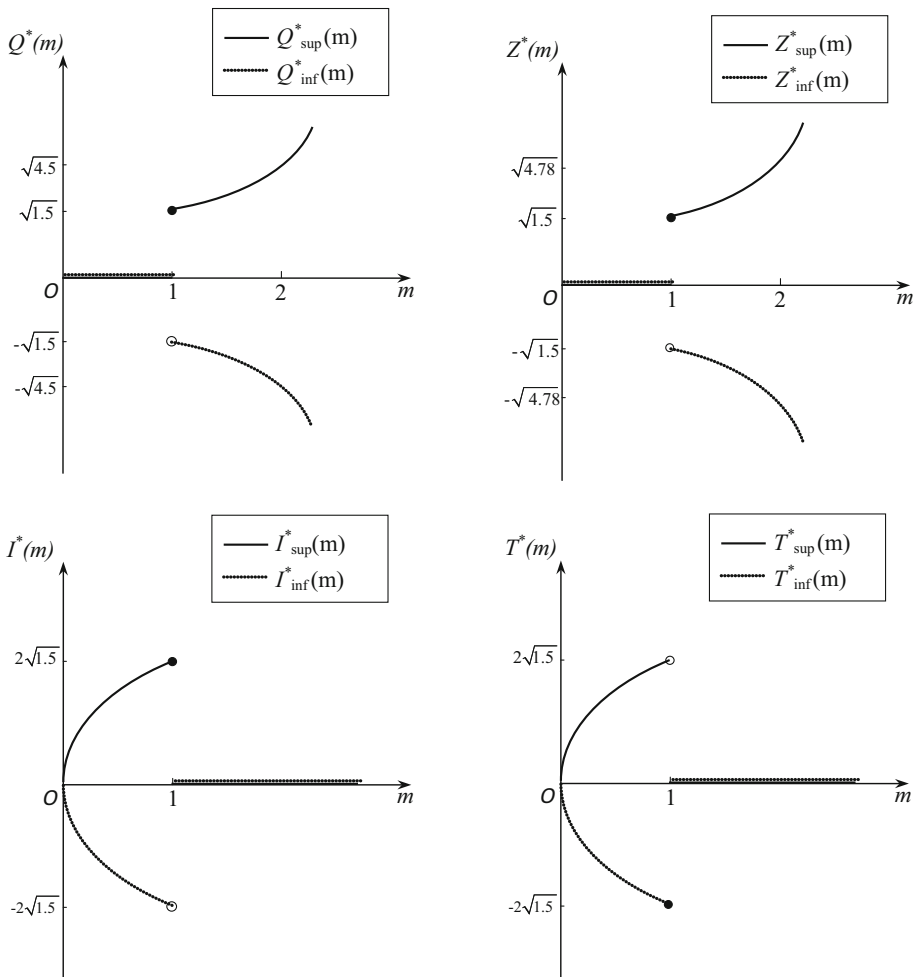 Q*(m)
Q*sup(m)
Q*inf(m)
√4.5
√1.5
O
1
2
m
-√1.5
-√4.5
Z*(m)
Z*sup(m)
Z*inf(m)
√4.78
√1.5
O
1
2
m
-√1.5
-√4.78
I*(m)
I*sup(m)
I*inf(m)
2√1.5
O
1
m
-2√1.5
T*(m)
T*sup(m)
T*inf(m)
2√1.5
O
1
m
-2√1.5